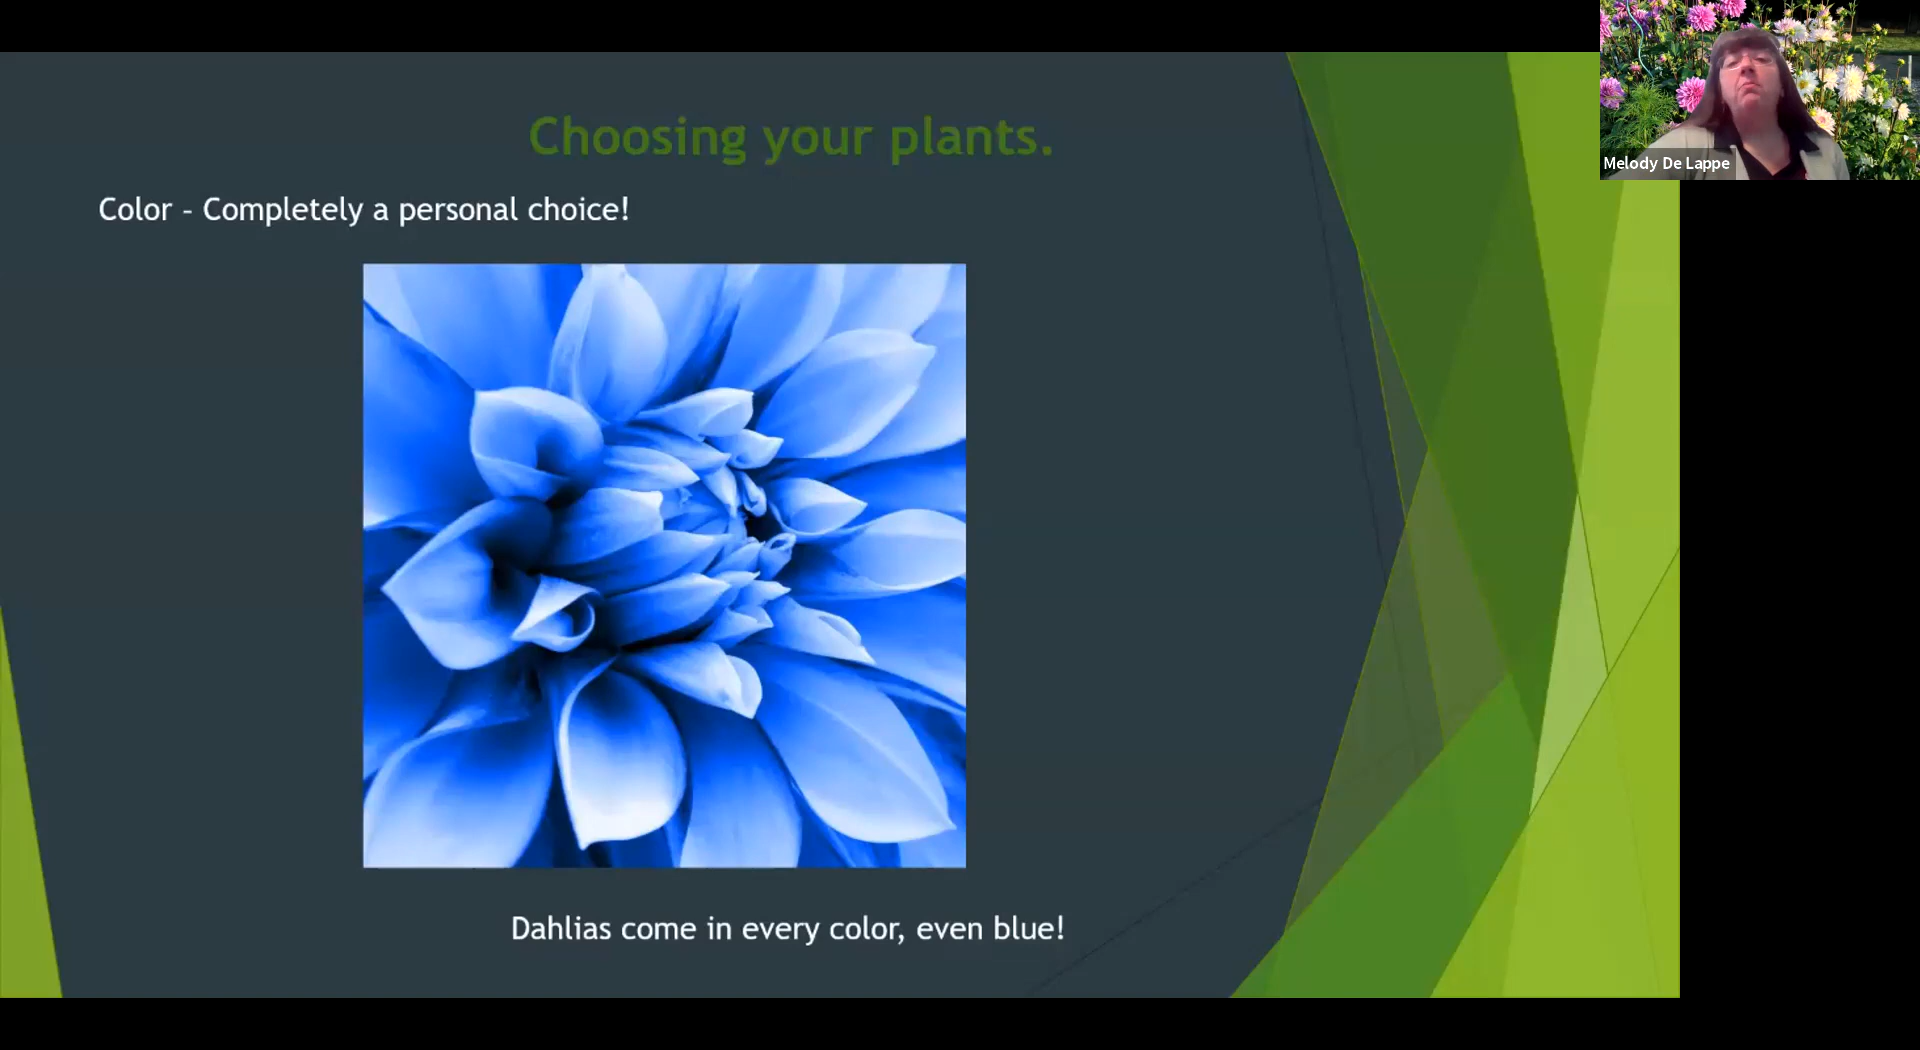 Choosing your plants.
Color - Completely a personal choice!
Dahlias come in every color, even blue!
Melody De Lappe